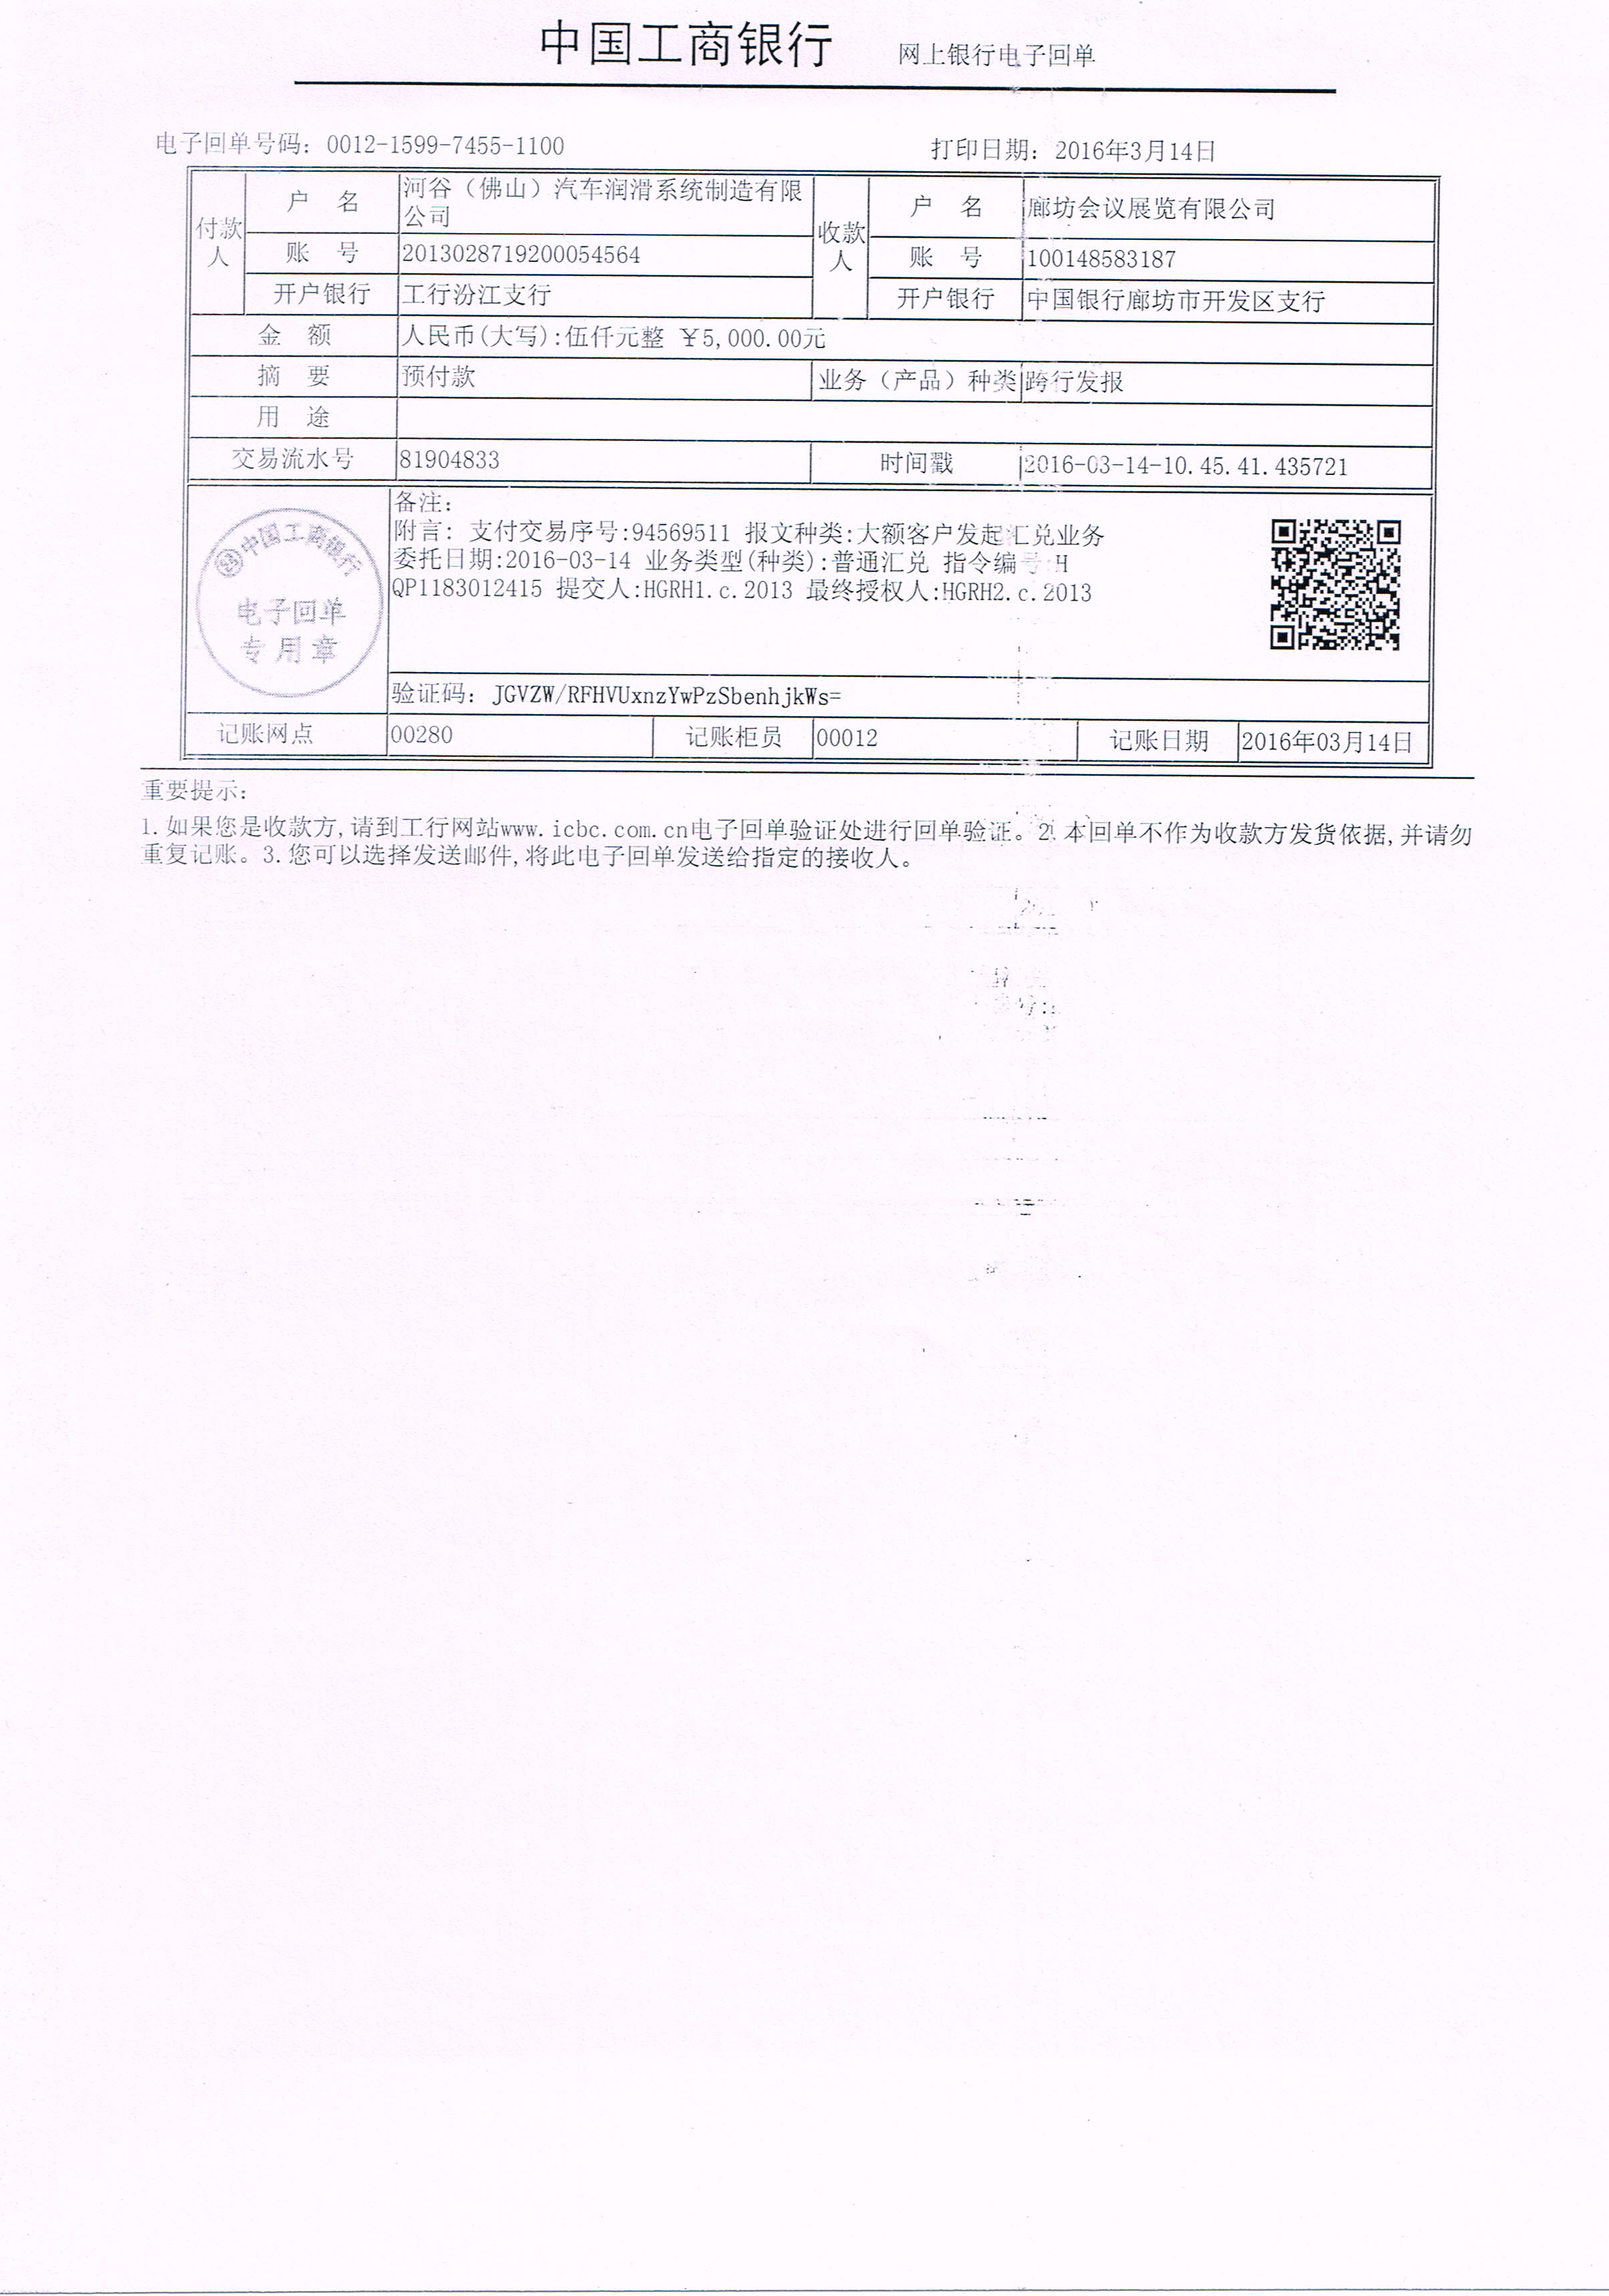 中国工商银行 网上银行电子回单
电子回单号码: 0012-1599-7455-1100 打印日期: 2016年3月14日
付款人 户 名 河谷（佛山）汽车润滑系统制造有限公司 收款人 户 名 廊坊会议展览有限公司
账 号 2013028719200054564 账 号 100148583187
开户银行 工行汾江支行 开户银行 中国银行廊坊市开发区支行
金 额 人民币(大写):伍仟元整 ￥5,000.00元
摘 要 预付款 业务（产品）种类 跨行发报
用 途
交易流水号 81904833 时间戳 2016-03-14-10.45.41.435721
中国工商银行
电子回单
专用章
备注:
附言: 支付交易序号:94569511 报文种类:大额客户发起汇兑业务
委托日期:2016-03-14 业务类型(种类):普通汇兑 指令编号:H
QP1183012415 提交人:HGRH1.c.2013 最终授权人:HGRH2.c.2013
验证码: JGVZW/RFHVUxnzYwPzSbenhjkWs=
记账网点 00280 记账柜员 00012 记账日期 2016年03月14日
重要提示:
1.如果您是收款方,请到工行网站www.icbc.com.cn电子回单验证处进行回单验证。2.本回单不作为收款方发货依据,并请勿
重复记账。3.您可以选择发送邮件,将此电子回单发送给指定的接收人。